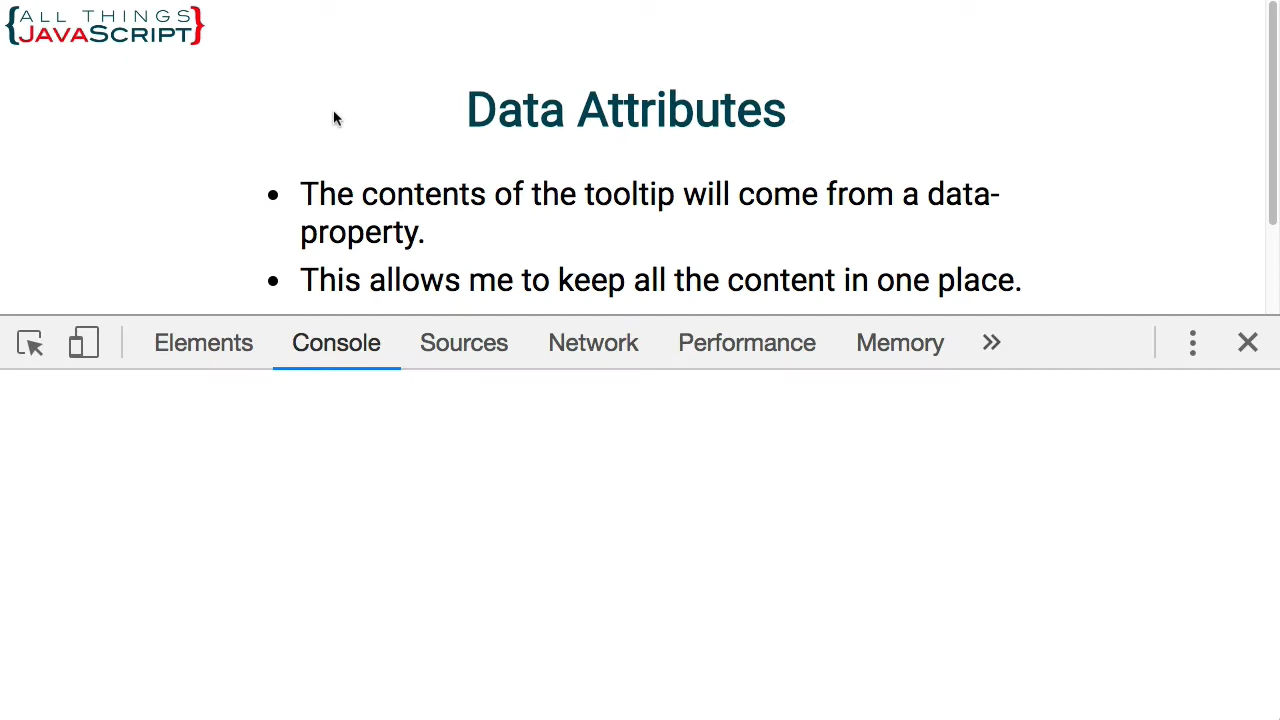 {ALL THINGS
JAVASCRIPT}
Data Attributes
• The contents of the tooltip will come from a data-
property.
• This allows me to keep all the content in one place.
Elements Console Sources Network Performance Memory »